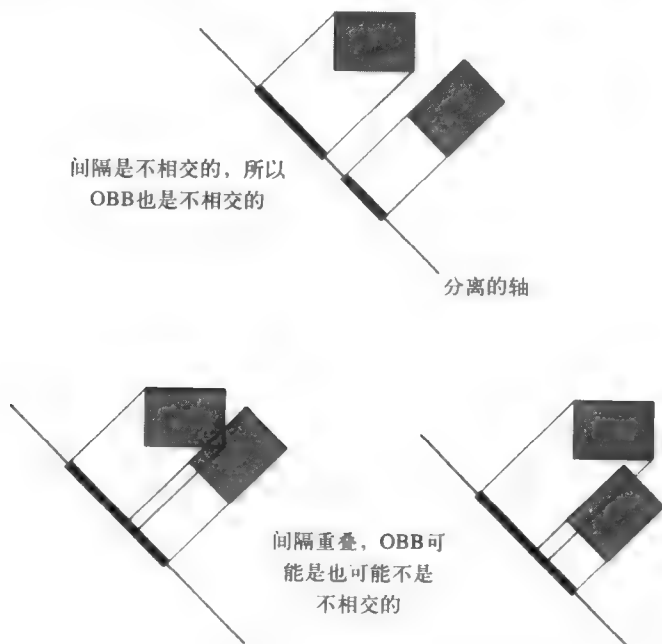 间隔是不相交的，所以
OBB也是不相交的
分离的轴
间隔重叠，OBB可
能是也可能不是
不相交的